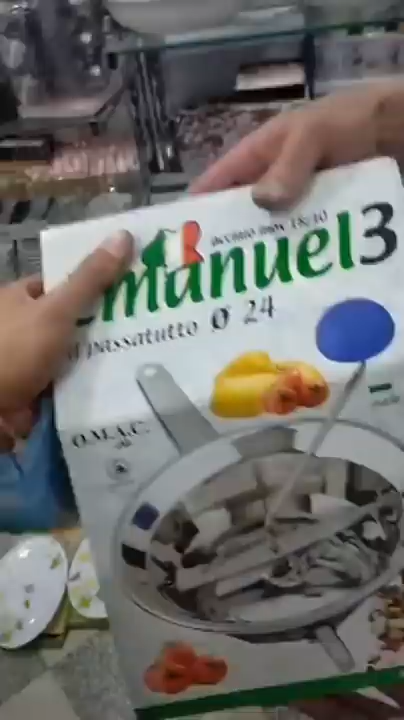 acciaio inox 18/10
emanuel3
il passatutto Ø 24
O.M.A.C.